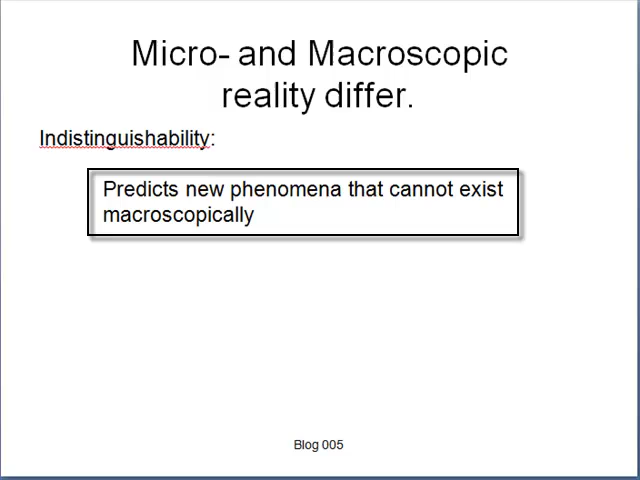 Micro- and Macroscopic
reality differ.
Indistinguishability:
Predicts new phenomena that cannot exist
macroscopically
Blog 005